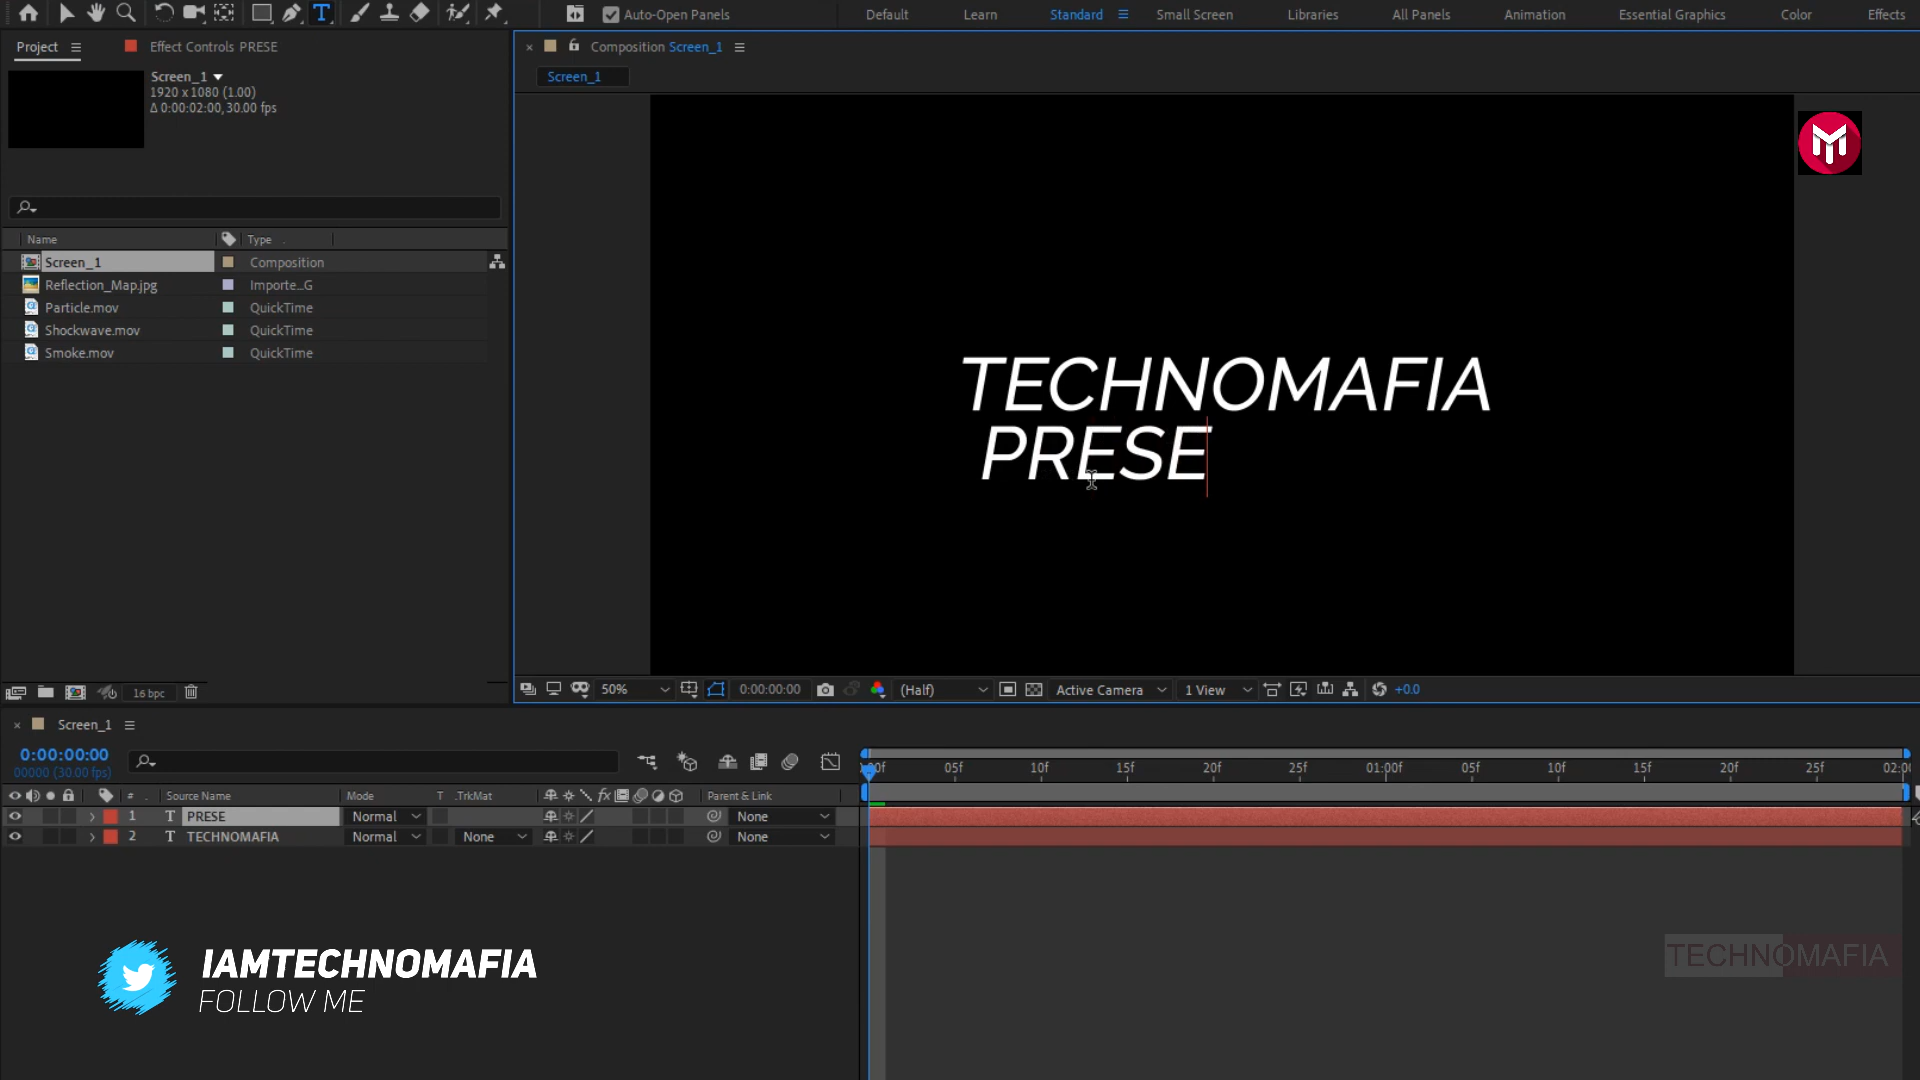 Auto-Open Panels
Default
Learn
Standard
Small Screen
Libraries
All Panels
Animation
Essential Graphics
Color
Effects
Project
Effect Controls PRESE
Composition Screen_1
Screen_1
Screen_1
1920 x 1080 (1.00)
Δ 0:00:02:00, 30.00 fps
Name
Type
Screen_1
Composition
Reflection_Map.jpg
Importe...G
Particle.mov
QuickTime
Shockwave.mov
QuickTime
Smoke.mov
QuickTime
TECHNOMAFIA
PRESE
16 bpc
50%
0:00:00:00
(Half)
Active Camera
1 View
+0.0
Screen_1
0:00:00:00
00000 (30.00 fps)
:00f
05f
10f
15f
20f
25f
01:00f
05f
10f
15f
20f
25f
02:00
#
Source Name
Mode
T
.TrkMat
fx
Parent & Link
1
T
PRESE
Normal
None
2
T
TECHNOMAFIA
Normal
None
None
IAMTECHNOMAFIA
FOLLOW ME
TECHNOMAFIA